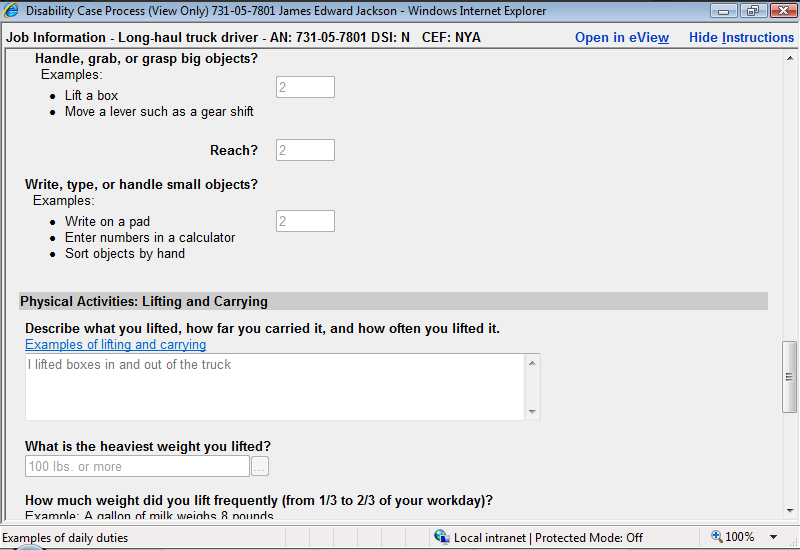 Disability Case Process (View Only) 731-05-7801 James Edward Jackson - Windows Internet Explorer
Job Information - Long-haul truck driver - AN: 731-05-7801 DSI: N CEF: NYA Open in eView Hide Instructions
Handle, grab, or grasp big objects?
Examples:
2
• Lift a box
• Move a lever such as a gear shift
Reach? 2
Write, type, or handle small objects?
Examples:
• Write on a pad
2
• Enter numbers in a calculator
• Sort objects by hand
Physical Activities: Lifting and Carrying
Describe what you lifted, how far you carried it, and how often you lifted it.
Examples of lifting and carrying
I lifted boxes in and out of the truck
What is the heaviest weight you lifted?
100 lbs. or more ...
How much weight did you lift frequently (from 1/3 to 2/3 of your workday)?
Example: A gallon of milk weighs 8 pounds
Examples of daily duties Local intranet | Protected Mode: Off 100%